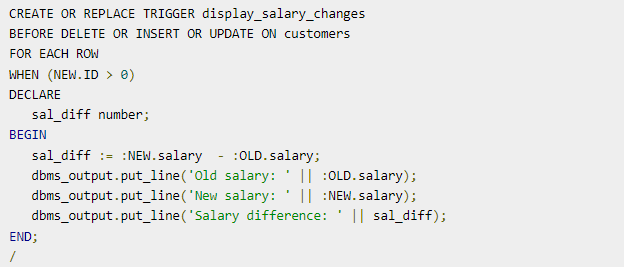 CREATE OR REPLACE TRIGGER display_salary_changes
BEFORE DELETE OR INSERT OR UPDATE ON customers
FOR EACH ROW
WHEN (NEW.ID > 0)
DECLARE
   sal_diff number;
BEGIN
   sal_diff := :NEW.salary  - :OLD.salary;
   dbms_output.put_line('Old salary: ' || :OLD.salary);
   dbms_output.put_line('New salary: ' || :NEW.salary);
   dbms_output.put_line('Salary difference: ' || sal_diff);
END;
/